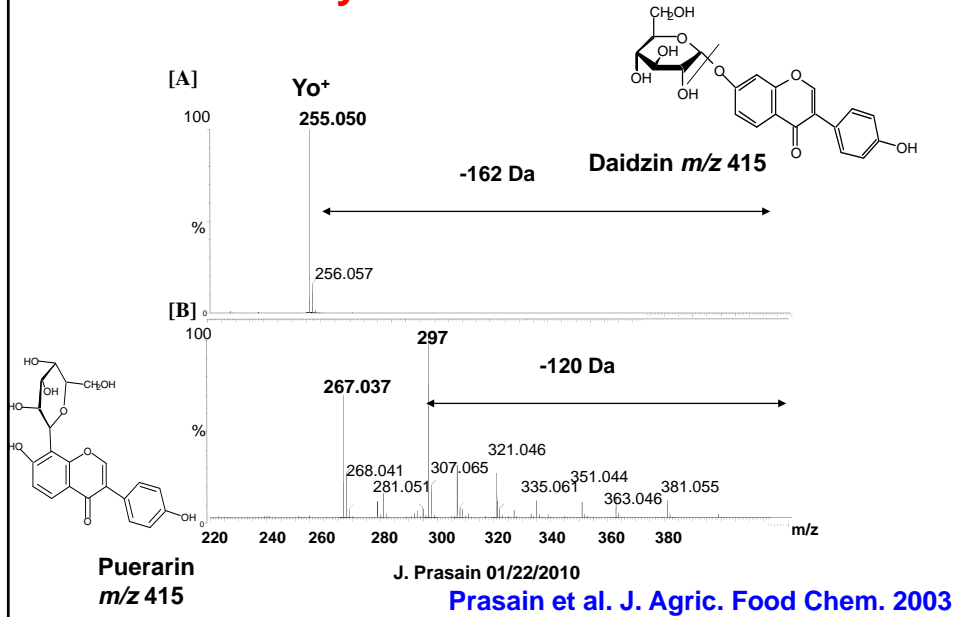 CH₂OH
O
OH
OH
OH
O
O
O
OH
[A]
Yo⁺
100
255.050
Daidzin m/z 415
-162 Da
%
256.057
0
[B]
100
297
-120 Da
HO
HO
OH
CH₂OH
HO
O
267.037
%
321.046
HO
O
268.041
307.065
351.044
281.051
335.061
381.055
363.046
O
OH
0
220 240 260 280 300 320 340 360 380
m/z
Puerarin
m/z 415
J. Prasain 01/22/2010
Prasain et al. J. Agric. Food Chem. 2003